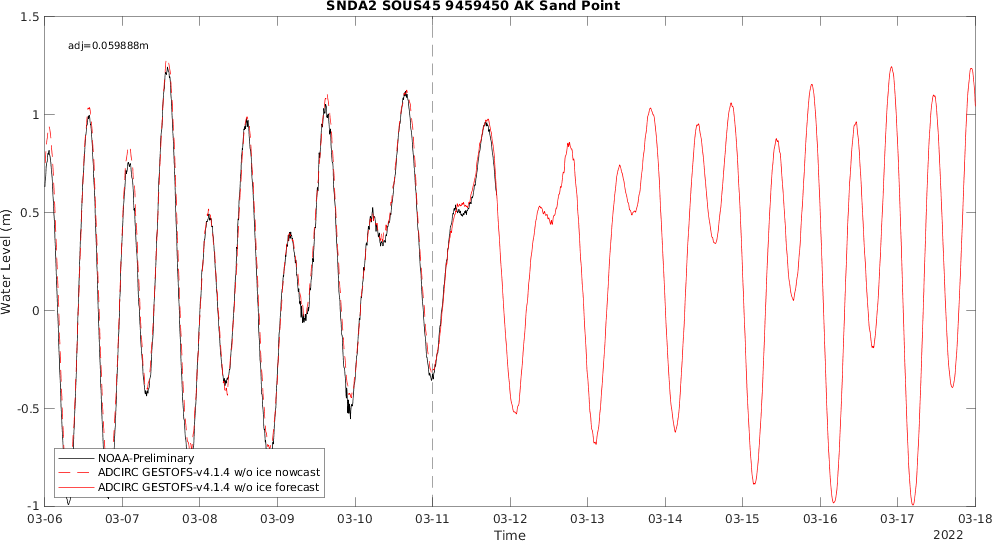 SNDA2 SOUS45 9459450 AK Sand Point
adj=0.059888m
Water Level (m)
1.5
1
0.5
0
-0.5
-1
NOAA-Preliminary
ADCIRC GESTOFS-v4.1.4 w/o ice nowcast
ADCIRC GESTOFS-v4.1.4 w/o ice forecast
03-06 03-07 03-08 03-09 03-10 03-11 03-12 03-13 03-14 03-15 03-16 03-17 03-18
Time
2022